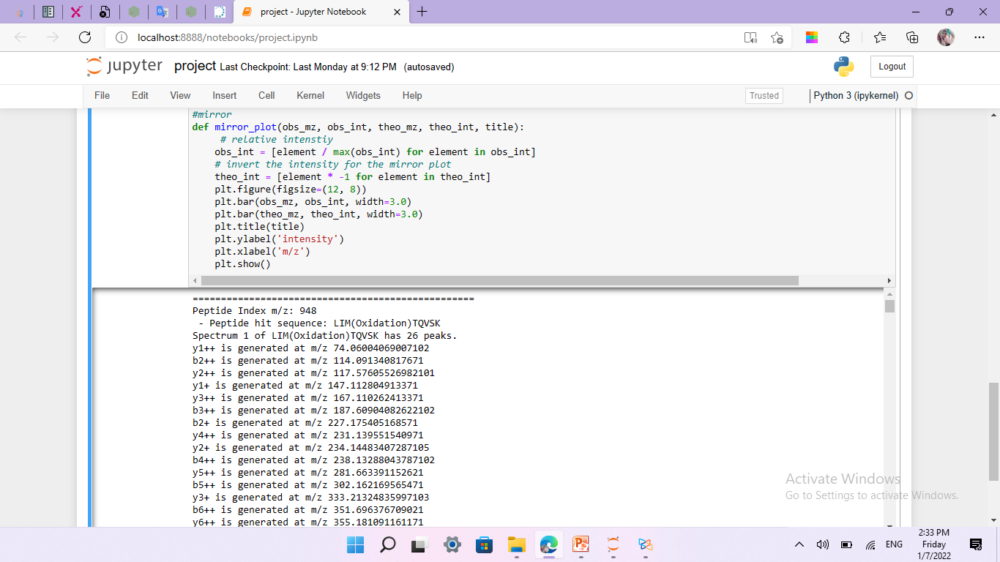 project - Jupyter Notebook
localhost:8888/notebooks/project.ipynb
jupyter project Last Checkpoint: Last Monday at 9:12 PM (autosaved)
Logout
File Edit View Insert Cell Kernel Widgets Help
Trusted
Python 3 (ipykernel)
#mirror
def mirror_plot(obs_mz, obs_int, theo_mz, theo_int, title):
# relative intenstiy
obs_int = [element / max(obs_int) for element in obs_int]
# invert the intensity for the mirror plot
theo_int = [element * -1 for element in theo_int]
plt.figure(figsize=(12, 8))
plt.bar(obs_mz, obs_int, width=3.0)
plt.bar(theo_mz, theo_int, width=3.0)
plt.title(title)
plt.ylabel('intensity')
plt.xlabel('m/z')
plt.show()
==================================================
Peptide Index m/z: 948
- Peptide hit sequence: LIM(Oxidation)TQVSK
Spectrum 1 of LIM(Oxidation)TQVSK has 26 peaks.
y1++ is generated at m/z 74.06004069007102
b2++ is generated at m/z 114.091340817671
y2++ is generated at m/z 117.57605526982101
y1+ is generated at m/z 147.112804913371
y3++ is generated at m/z 167.110262413371
b3++ is generated at m/z 187.60904082622102
b2+ is generated at m/z 227.175405168571
y4++ is generated at m/z 231.139551540971
y2+ is generated at m/z 234.14483407287105
b4++ is generated at m/z 238.13288043787102
y5++ is generated at m/z 281.663391152621
b5++ is generated at m/z 302.162169565471
y3+ is generated at m/z 333.21324835997103
b6++ is generated at m/z 351.696376709021
y6++ is generated at m/z 355.181091161171
Activate Windows
Go to Settings to activate Windows.
ENG
2:33 PM
Friday
1/7/2022